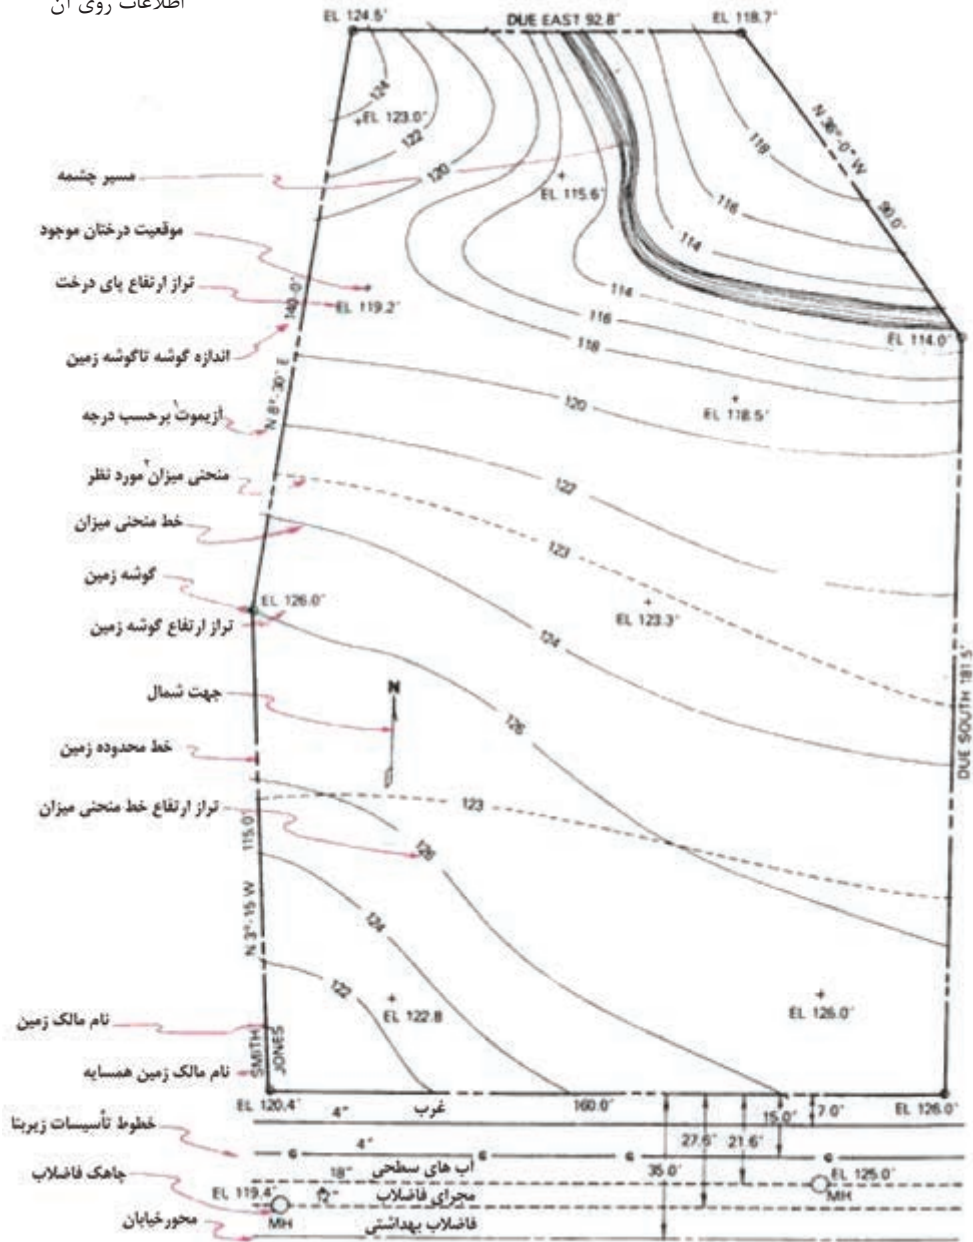 اطلاعات روی آن
EL 124.5'
DUE EAST 92.8'
EL 118.7'
N 36°-0" W
90.0'
124
EL 123.0'
122
120
118
116
114
EL 115.6'
مسیر چشمه
موقعیت درختان موجود
تراز ارتفاع پای درخت
EL 119.2'
140-0'
اندازه گوشه تاگوشه زمین
114
116
118
EL 114.0'
N 8°-30' E
آزیموت۱ برحسب درجه
120
EL 118.5'
منحنی میزان۲ مورد نظر
122
خط منحنی میزان
123
گوشه زمین
EL 126.0'
تراز ارتفاع گوشه زمین
EL 123.3'
124
DUE SOUTH 181.5'
جهت شمال
N
126
خط محدوده زمین
تراز ارتفاع خط منحنی میزان
123
115.0'
N 3°-15 W
126
124
122
EL 122.8
EL 126.0'
نام مالک زمین
SMITH
JONES
نام مالک زمین همسایه
EL 120.4'
4"
غرب
160.0'
15.0'
7.0'
EL 126.0'
خطوط تأسیسات زیربنا
4"
G G G G
27.6'
21.6'
35.0'
آب های سطحی
18"
EL 125.0'
MH
چاهک فاضلاب
EL 119.4'
12"
مجرای فاضلاب
MH
فاضلاب بهداشتی
محورخیابان